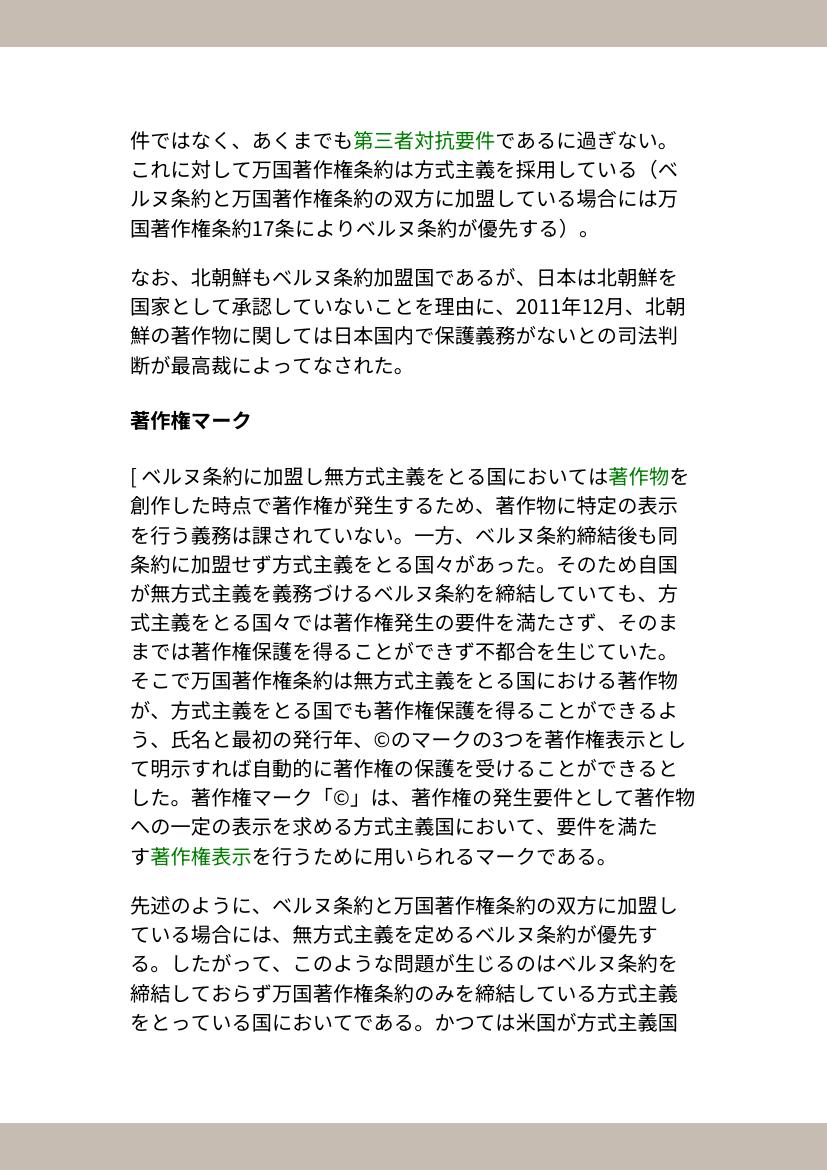 件ではなく、あくまでも第三者対抗要件であるに過ぎない。
これに対して万国著作権条約は方式主義を採用している（ベ
ルヌ条約と万国著作権条約の双方に加盟している場合には万
国著作権条約17条によりベルヌ条約が優先する）。
なお、北朝鮮もベルヌ条約加盟国であるが、日本は北朝鮮を
国家として承認していないことを理由に、2011年12月、北朝
鮮の著作物に関しては日本国内で保護義務がないとの司法判
断が最高裁によってなされた。
著作権マーク
[ ベルヌ条約に加盟し無方式主義をとる国においては著作物を
創作した時点で著作権が発生するため、著作物に特定の表示
を行う義務は課されていない。一方、ベルヌ条約締結後も同
条約に加盟せず方式主義をとる国々があった。そのため自国
が無方式主義を義務づけるベルヌ条約を締結していても、方
式主義をとる国々では著作権発生の要件を満たさず、そのま
までは著作権保護を得ることができず不都合を生じていた。
そこで万国著作権条約は無方式主義をとる国における著作物
が、方式主義をとる国でも著作権保護を得ることができるよ
う、氏名と最初の発行年、©のマークの3つを著作権表示とし
て明示すれば自動的に著作権の保護を受けることができると
した。著作権マーク「©」は、著作権の発生要件として著作物
への一定の表示を求める方式主義国において、要件を満た
す著作権表示を行うために用いられるマークである。
先述のように、ベルヌ条約と万国著作権条約の双方に加盟し
ている場合には、無方式主義を定めるベルヌ条約が優先す
る。したがって、このような問題が生じるのはベルヌ条約を
締結しておらず万国著作権条約のみを締結している方式主義
をとっている国においてである。かつては米国が方式主義国